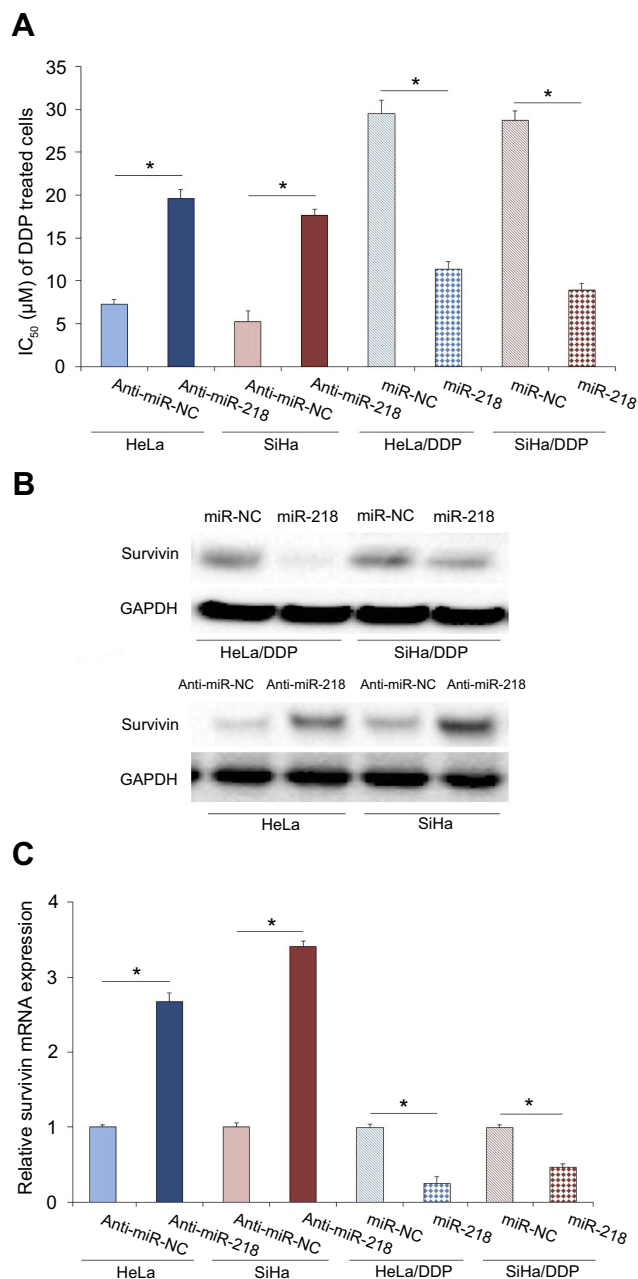 A
IC50 (µM) of DDP treated cells
35
30
25
20
15
10
5
0
* * * *
Anti-miR-NC Anti-miR-218 Anti-miR-NC Anti-miR-218 miR-NC miR-218 miR-NC miR-218
HeLa SiHa HeLa/DDP SiHa/DDP
B
miR-NC miR-218 miR-NC miR-218
Survivin
GAPDH
HeLa/DDP SiHa/DDP
Anti-miR-NC Anti-miR-218 Anti-miR-NC Anti-miR-218
Survivin
GAPDH
HeLa SiHa
C
Relative survivin mRNA expression
4
3
2
1
0
* * * *
Anti-miR-NC Anti-miR-218 Anti-miR-NC Anti-miR-218 miR-NC miR-218 miR-NC miR-218
HeLa SiHa HeLa/DDP SiHa/DDP